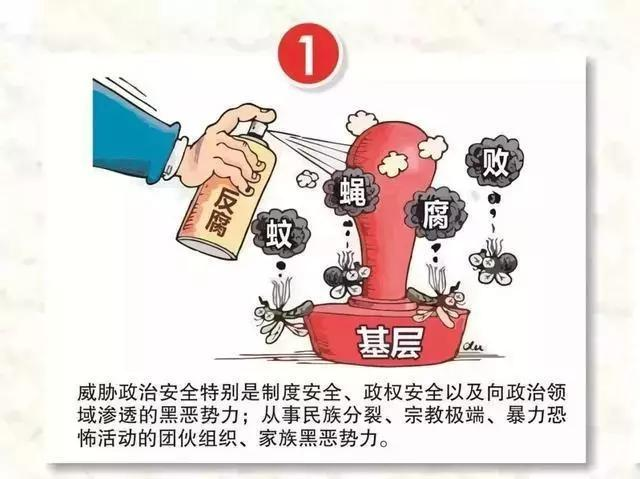 1
反腐
败
蝇
腐
蚊
基层
威胁政治安全特别是制度安全、政权安全以及向政治领
域渗透的黑恶势力；从事民族分裂、宗教极端、暴力恐
怖活动的团伙组织、家族黑恶势力。